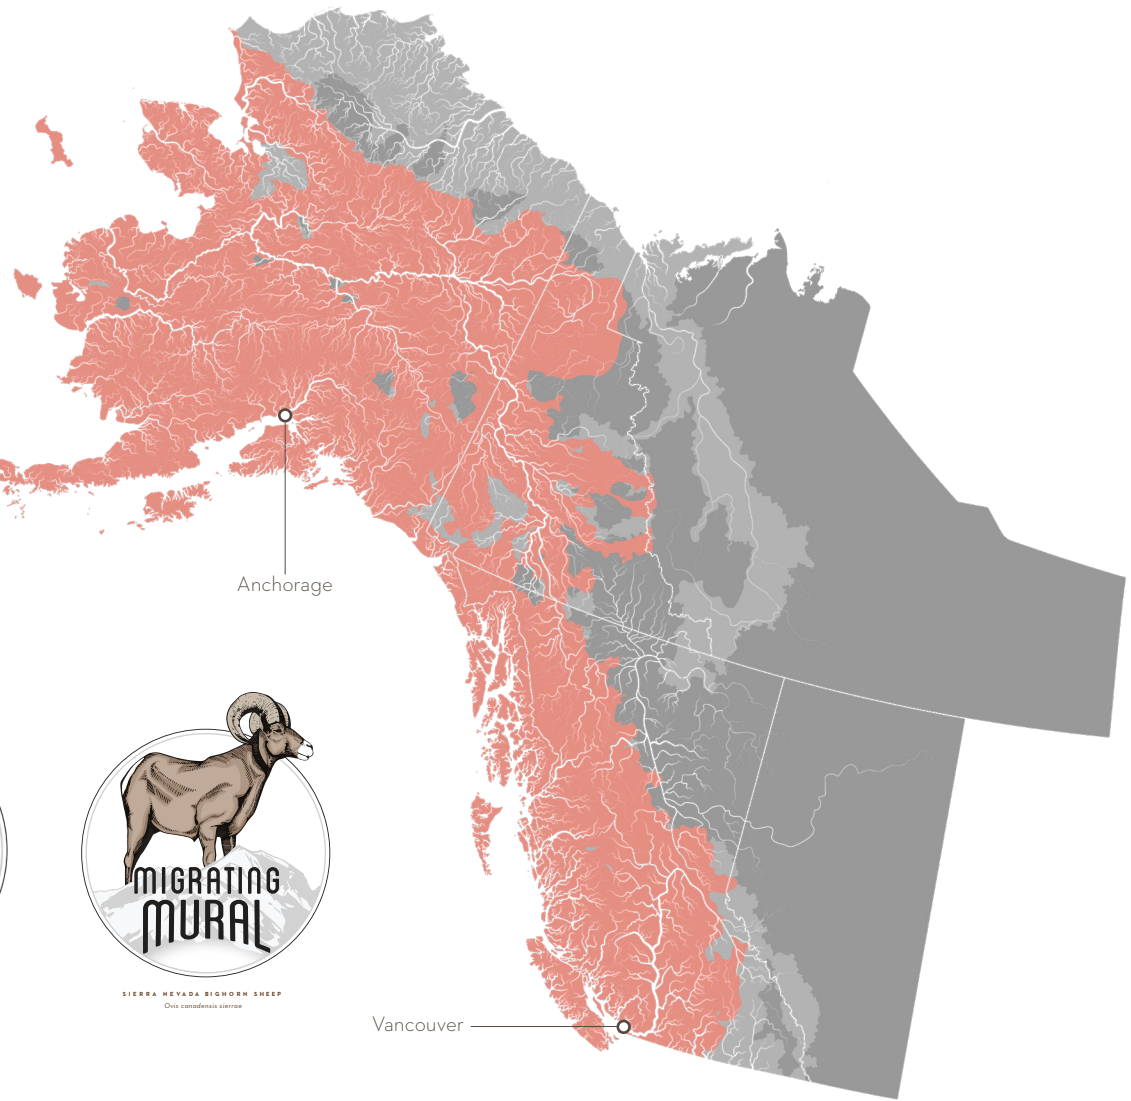 Anchorage
MIGRATING
MURAL
SIERRA NEVADA BIGHORN SHEEP
Ovis canadensis sierrae
Vancouver